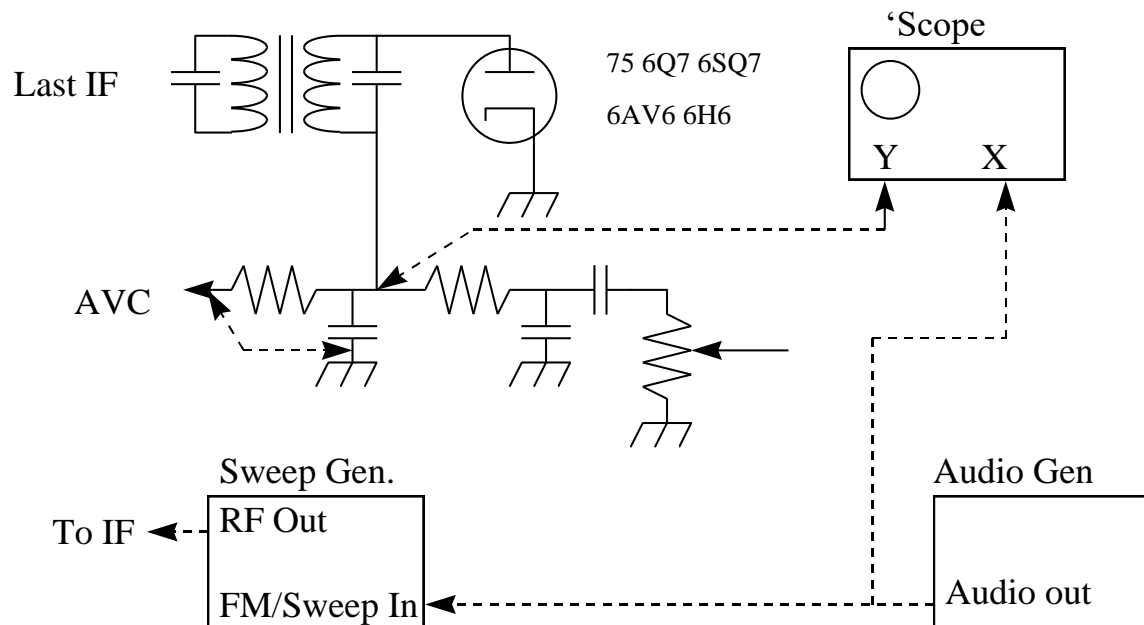 ‘Scope
Last IF
75 6Q7 6SQ7
6AV6 6H6
Y X
AVC
Sweep Gen.
Audio Gen
To IF
RF Out
FM/Sweep In
Audio out